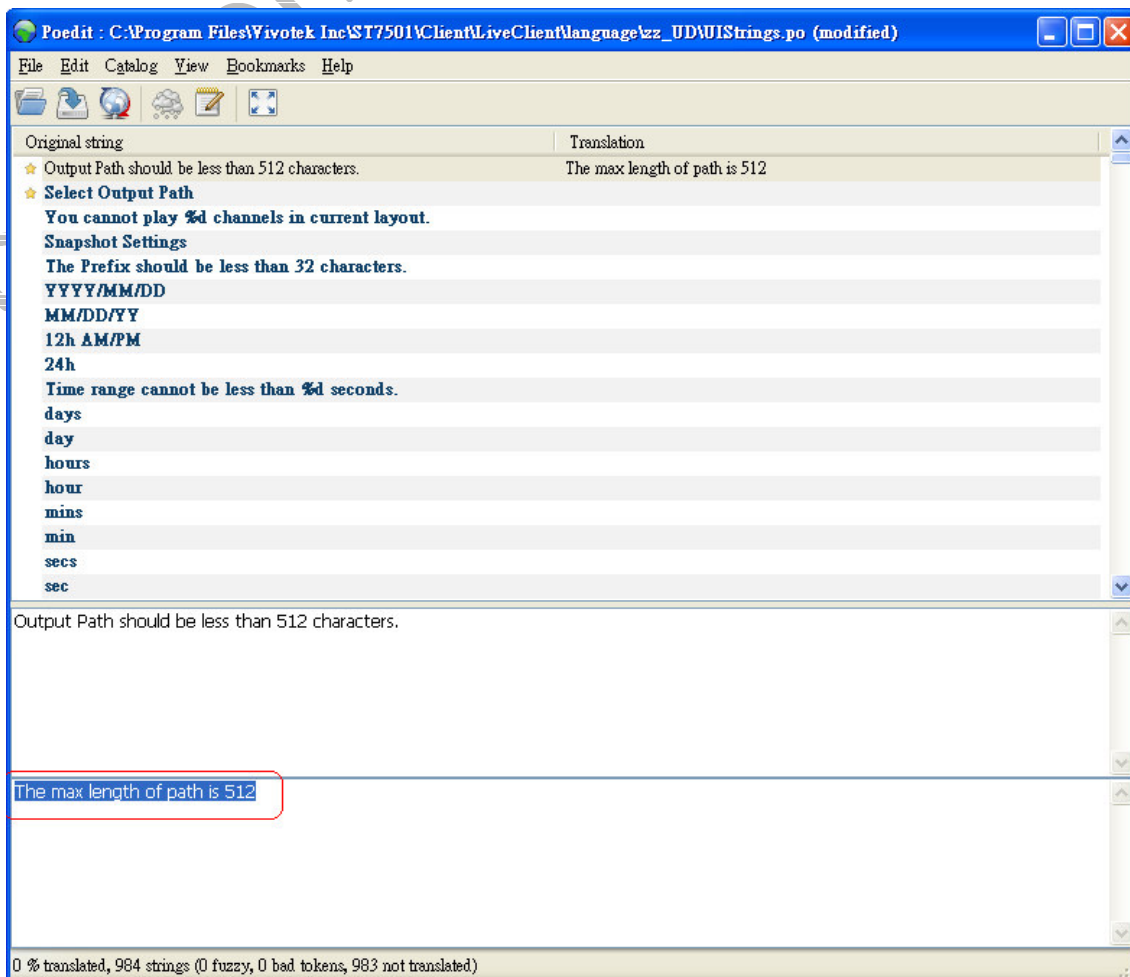 Poedit : C:\Program Files\Vivotek Inc\ST7501\Client\LiveClient\language\zz_UD\UIStrings.po (modified)
File Edit Catalog View Bookmarks Help
Original string Translation
Output Path should be less than 512 characters. The max length of path is 512
Select Output Path
You cannot play %d channels in current layout.
Snapshot Settings
The Prefix should be less than 32 characters.
YYYY/MM/DD
MM/DD/YY
12h AM/PM
24h
Time range cannot be less than %d seconds.
days
day
hours
hour
mins
min
secs
sec
Output Path should be less than 512 characters.
The max length of path is 512
0 % translated, 984 strings (0 fuzzy, 0 bad tokens, 983 not translated)